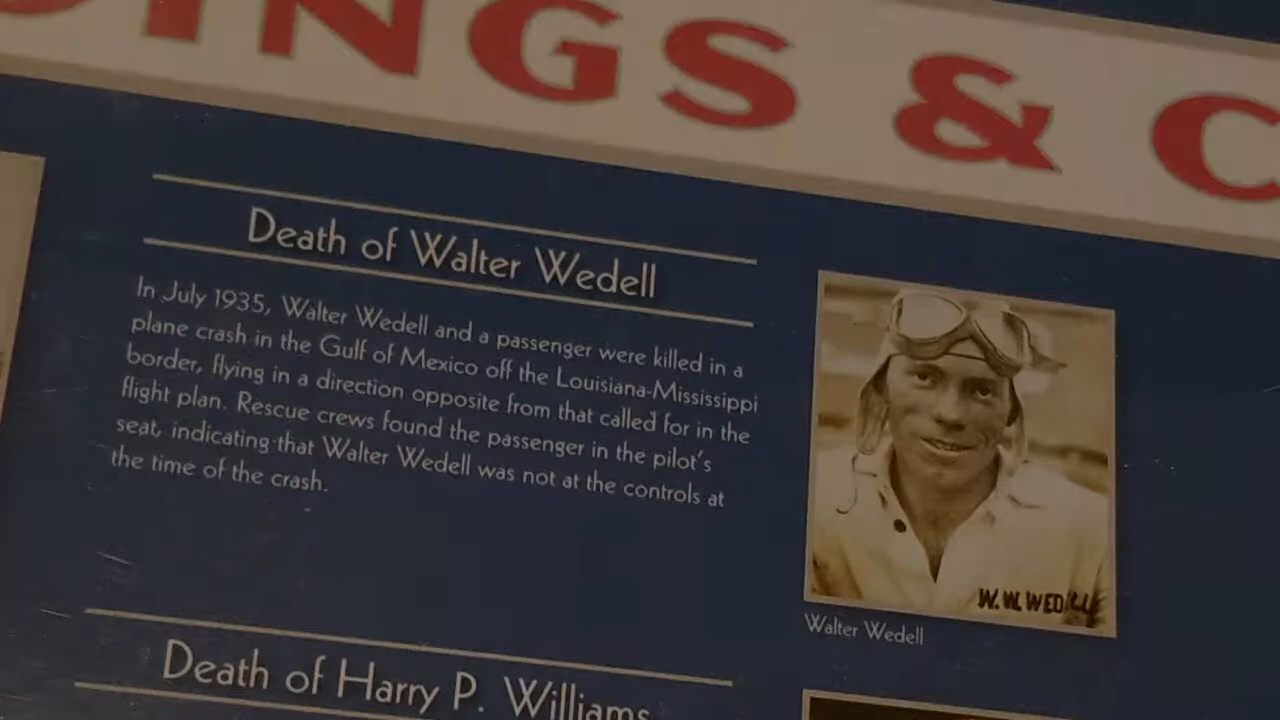 INGS & C
Death of Walter Wedell
In July 1935, Walter Wedell and a passenger were killed in a
plane crash in the Gulf of Mexico off the Louisiana-Mississippi
border, flying in a direction opposite from that called for in the
flight plan. Rescue crews found the passenger in the pilot's
seat, indicating that Walter Wedell was not at the controls at
the time of the crash.
W. W. WEDELL
Walter Wedell
Death of Harry P. Williams